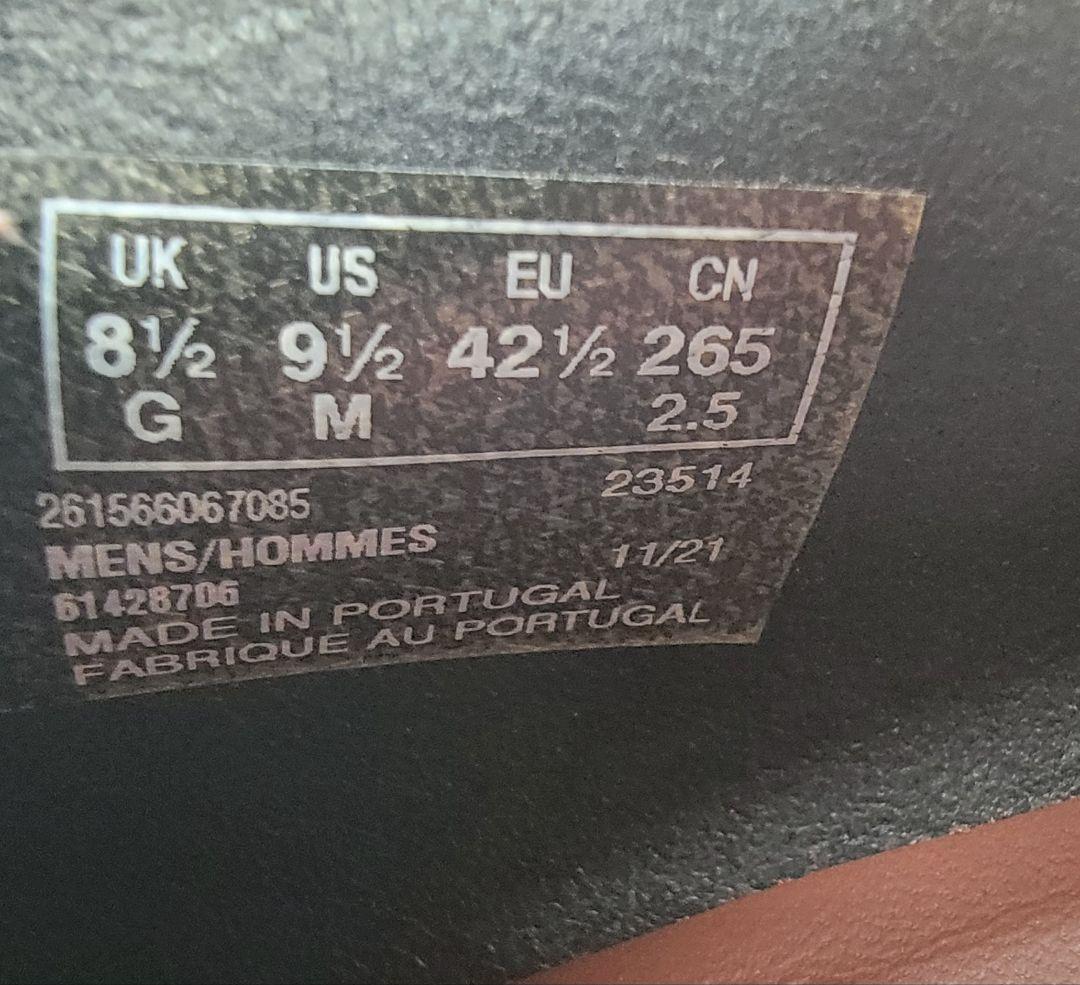 UK US EU CN
8½ 9½ 42½ 265
G M 2.5
261566067085 23514
MENS/HOMMES 11/21
61428706
MADE IN PORTUGAL
FABRIQUE AU PORTUGAL